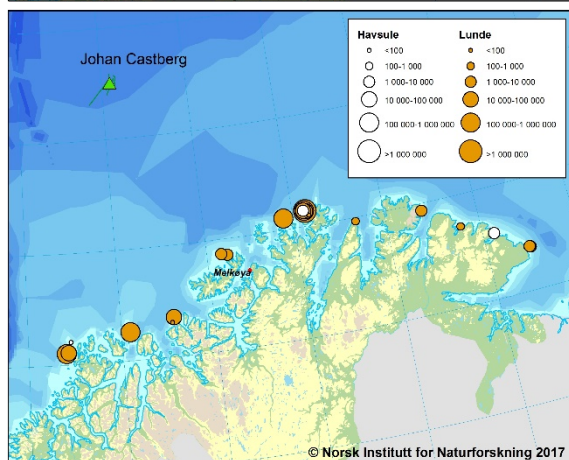 Johan Castberg
Havsule Lunde
<100 <100
100-1 000 100-1 000
1 000-10 000 1 000-10 000
10 000-100 000 10 000-100 000
100 000-1 000 000 100 000-1 000 000
>1 000 000 >1 000 000
Melkøya
© Norsk Institutt for Naturforskning 2017